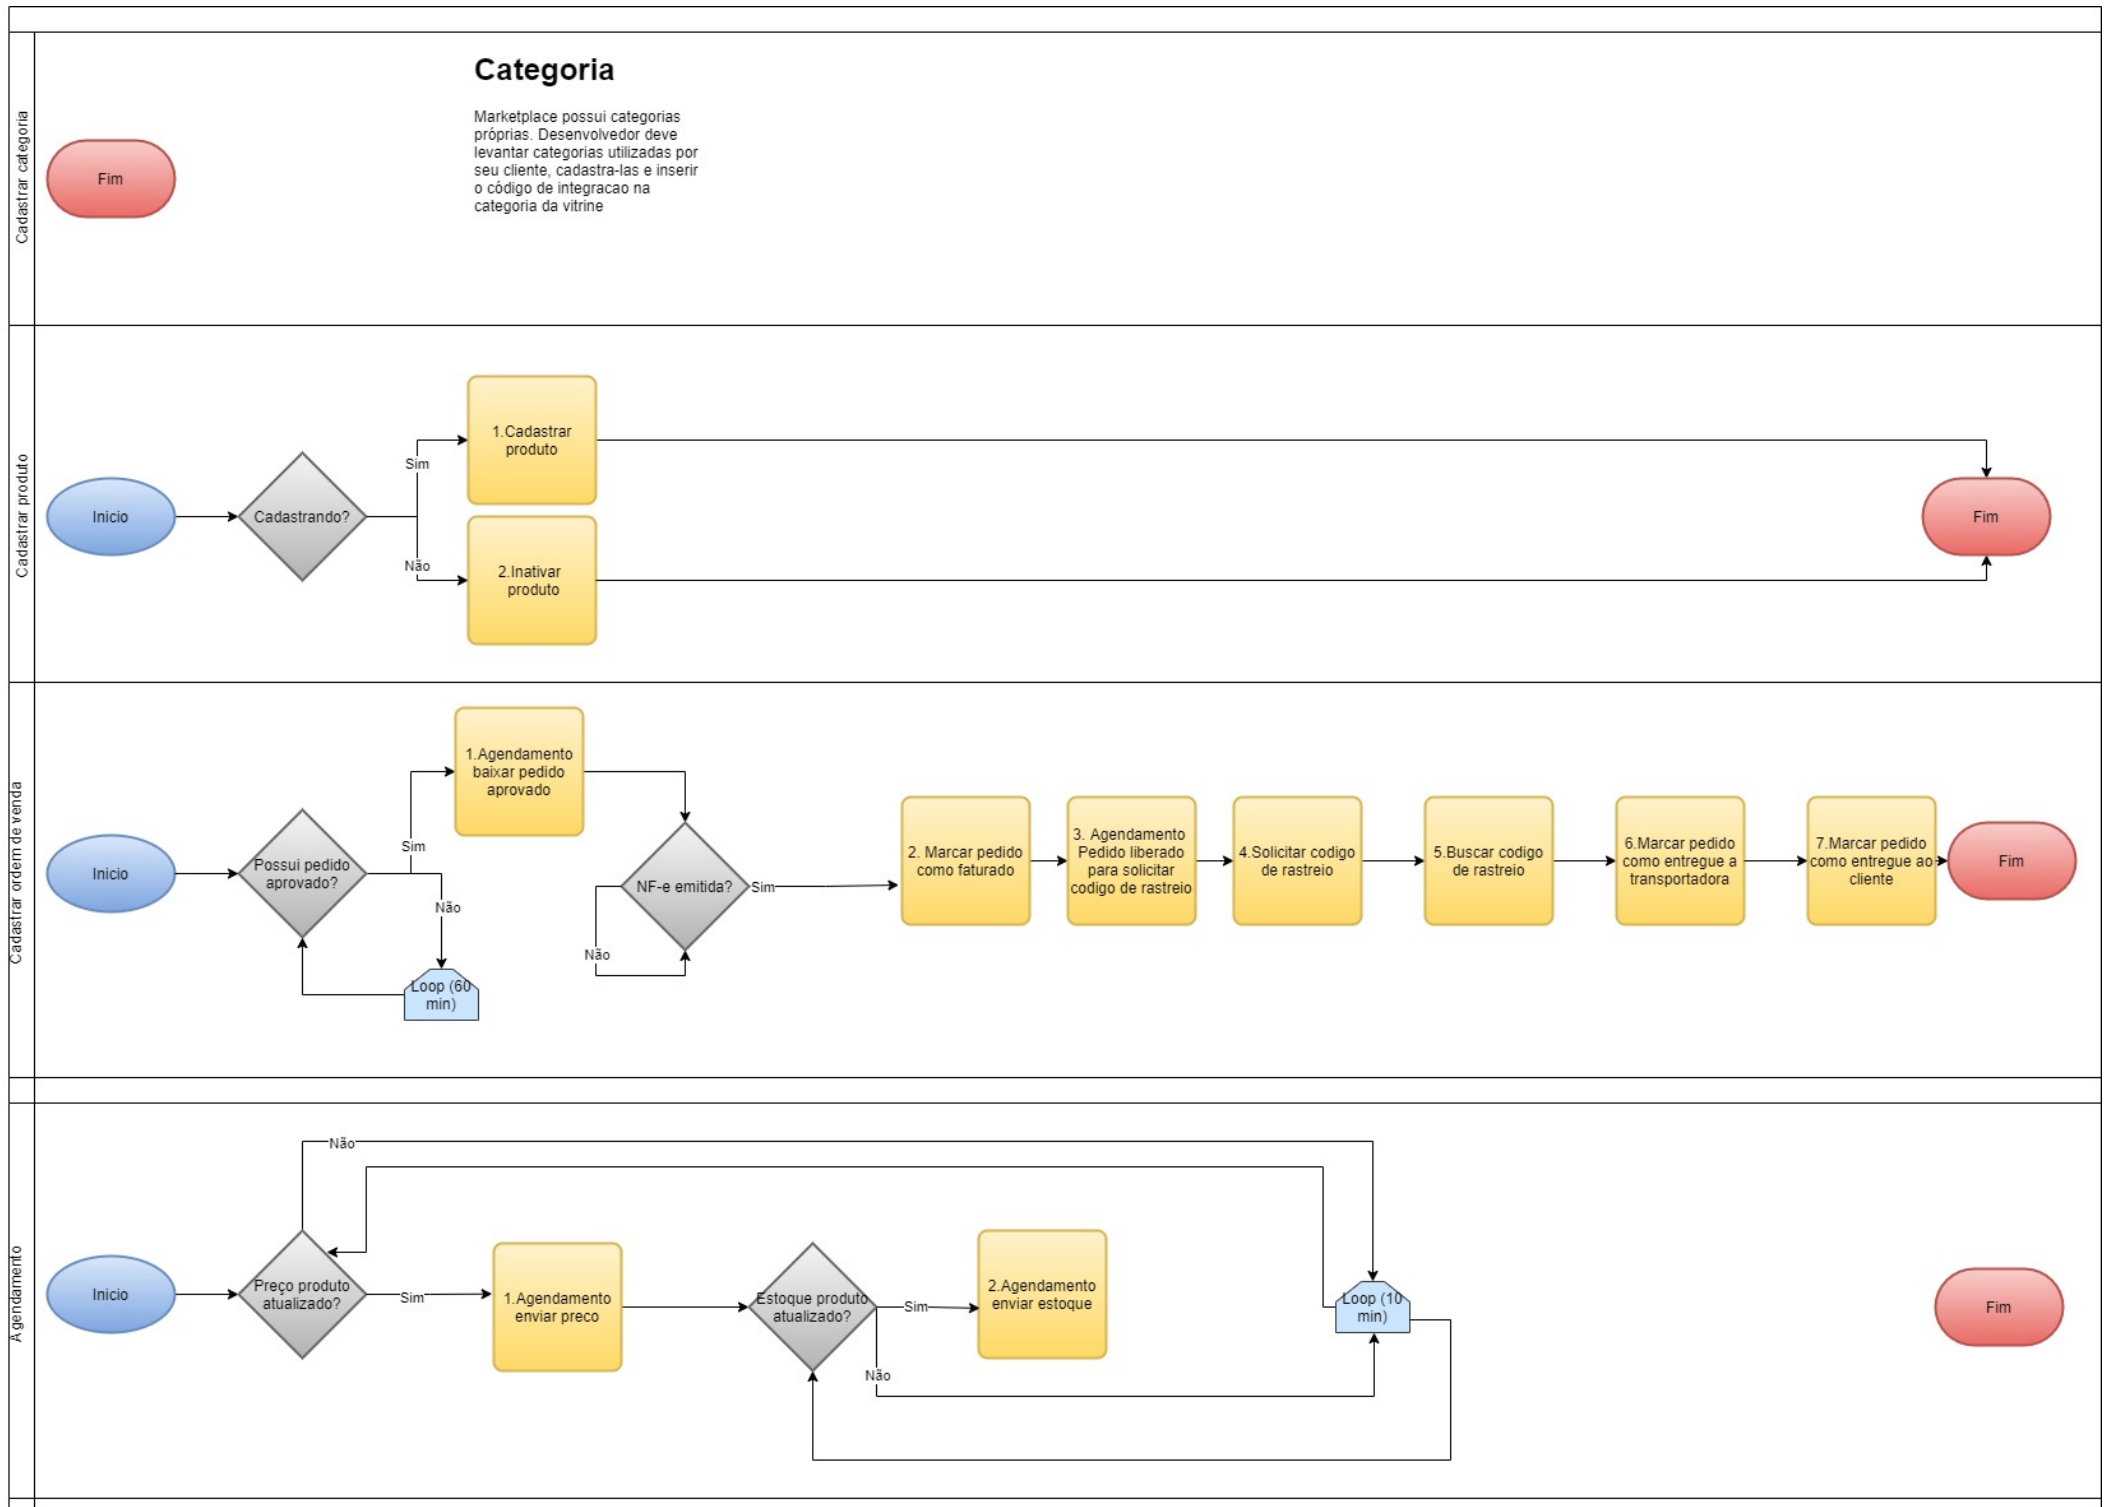 Cadastrar categoria
Categoria
Marketplace possui categorias
próprias. Desenvolvedor deve
levantar categorias utilizadas por
seu cliente, cadastra-las e inserir
o código de integracao na
categoria da vitrine
Fim
Cadastrar produto
Inicio
Cadastrando?
Sim
Não
1.Cadastrar
produto
2.Inativar
produto
Fim
Cadastrar ordem de venda
Inicio
Possui pedido
aprovado?
Sim
Não
Loop (60
min)
1.Agendamento
baixar pedido
aprovado
NF-e emitida?
Não
Sim
2. Marcar pedido
como faturado
3. Agendamento
Pedido liberado
para solicitar
codigo de rastreio
4.Solicitar codigo
de rastreio
5.Buscar codigo
de rastreio
6.Marcar pedido
como entregue a
transportadora
7.Marcar pedido
como entregue ao
cliente
Fim
Agendamento
Inicio
Preço produto
atualizado?
Não
Sim
1.Agendamento
enviar preco
Estoque produto
atualizado?
Sim
Não
2.Agendamento
enviar estoque
Loop (10
min)
Fim